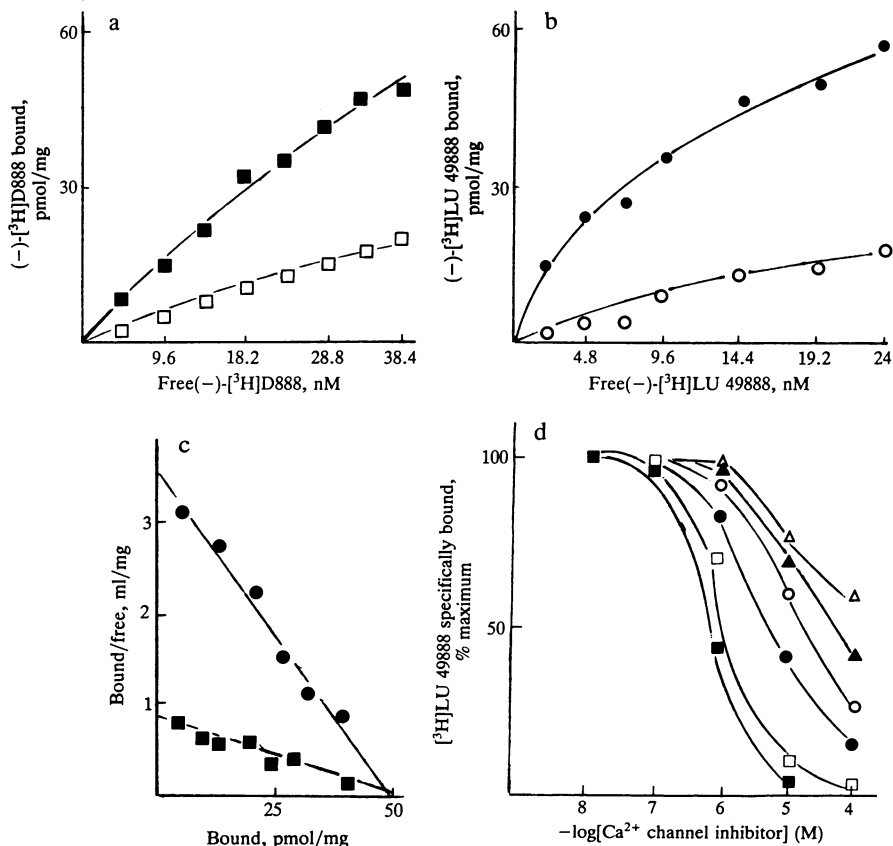 a
60
30
(−)-[³H]D888 bound,
pmol/mg
9.6 18.2 28.8 38.4
Free(−)-[³H]D888, nM
b
60
30
(−)-[³H]LU 49888 bound,
pmol/mg
4.8 9.6 14.4 19.2 24
Free(−)-[³H]LU 49888, nM
c
3
2
1
Bound/free, ml/mg
25 50
Bound, pmol/mg
d
100
50
[³H]LU 49888 specifically bound,
% maximum
8 7 6 5 4
−log[Ca²⁺ channel inhibitor] (M)